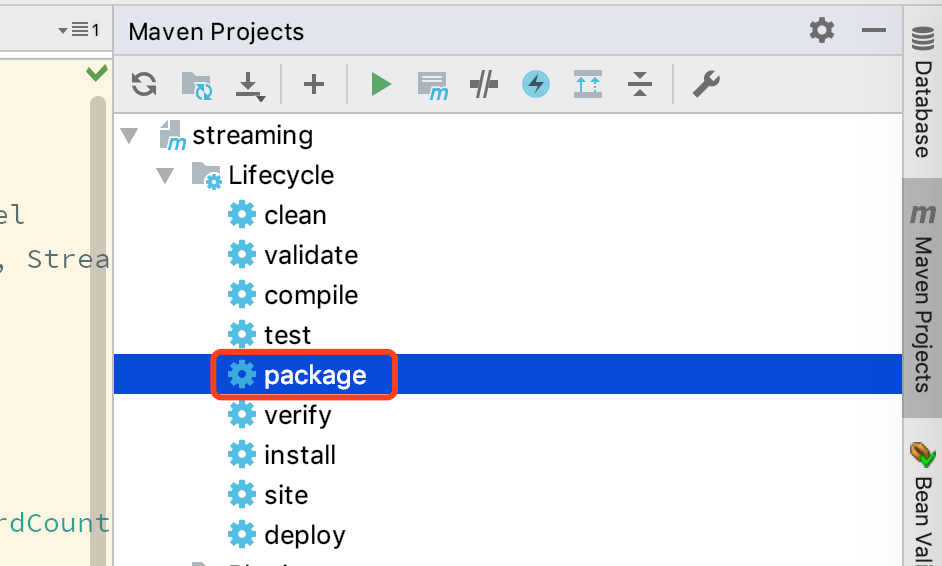 1
Maven Projects
streaming
Lifecycle
clean
validate
compile
test
package
verify
install
site
deploy
el
, Strea
rdCount
Database
m
Maven Projects
Bean Vali